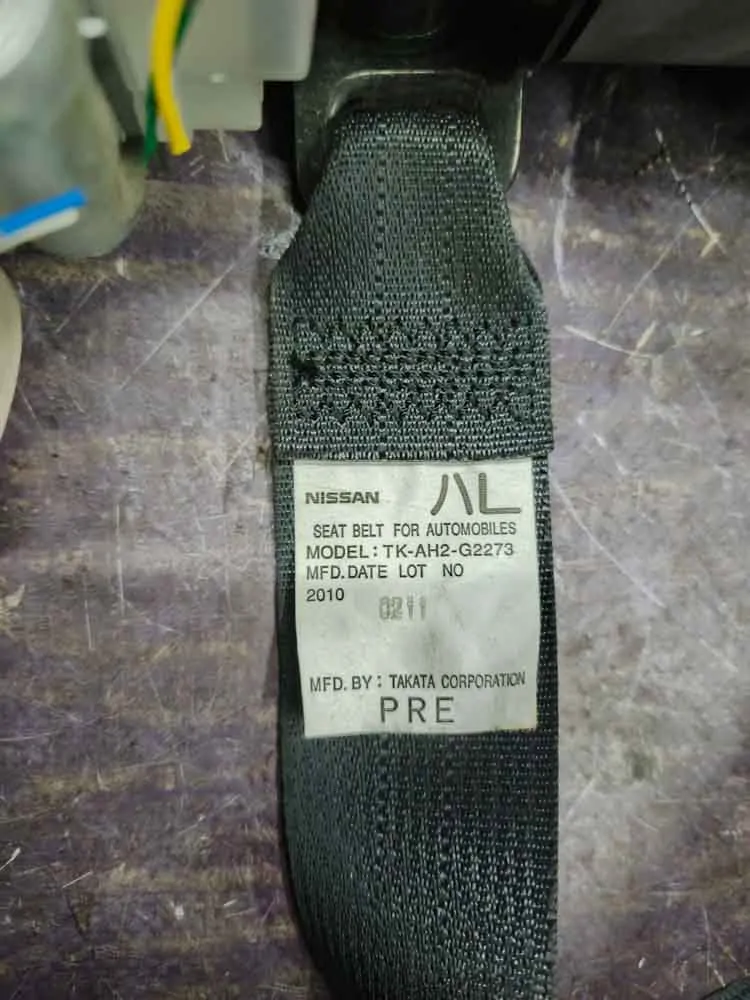 NISSAN ハL
SEAT BELT FOR AUTOMOBILES
MODEL : TK-AH2-G2273
MFD.DATE LOT NO
2010 0211
MFD. BY : TAKATA CORPORATION
PRE